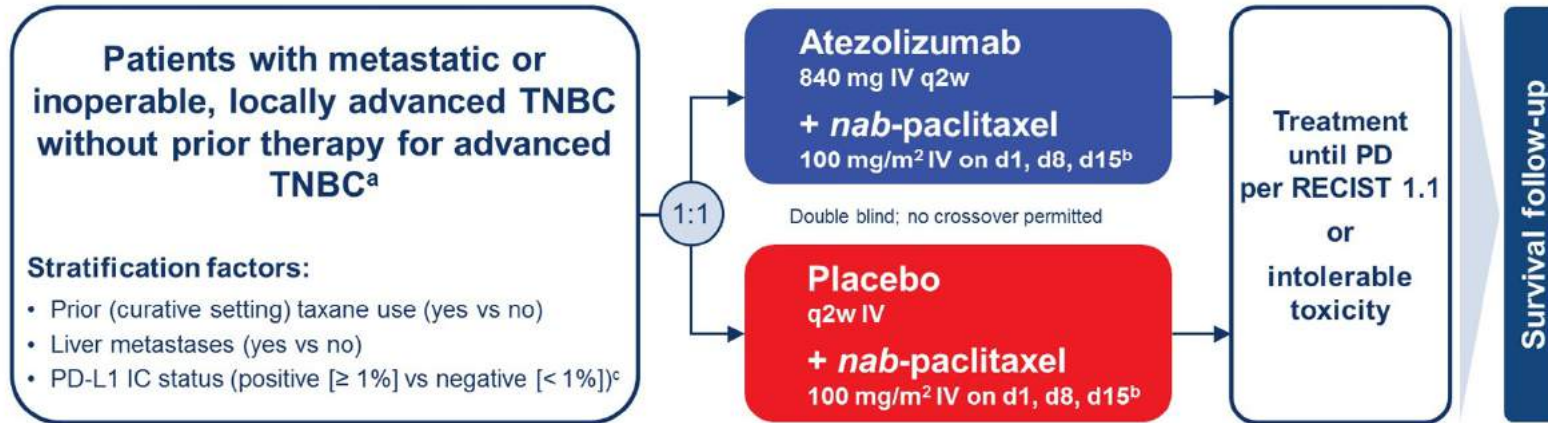 Patients with metastatic or
inoperable, locally advanced TNBC
without prior therapy for advanced
TNBCᵃ
Stratification factors:
• Prior (curative setting) taxane use (yes vs no)
• Liver metastases (yes vs no)
• PD-L1 IC status (positive [≥ 1%] vs negative [< 1%])ᶜ
1:1
Atezolizumab
840 mg IV q2w
+ nab-paclitaxel
100 mg/m² IV on d1, d8, d15ᵇ
Double blind; no crossover permitted
Placebo
q2w IV
+ nab-paclitaxel
100 mg/m² IV on d1, d8, d15ᵇ
Treatment
until PD
per RECIST 1.1
or
intolerable
toxicity
Survival follow-up